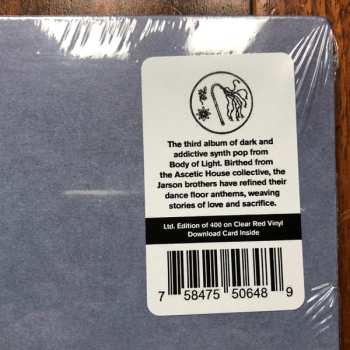 The third album of dark and
addictive synth pop from
Body of Light. Birthed from
the Ascetic House collective, the
Jarson brothers have refined their
dance floor anthems, weaving
stories of love and sacrifice.
Ltd. Edition of 400 on Clear Red Vinyl
Download Card Inside
7 58475 50648 9